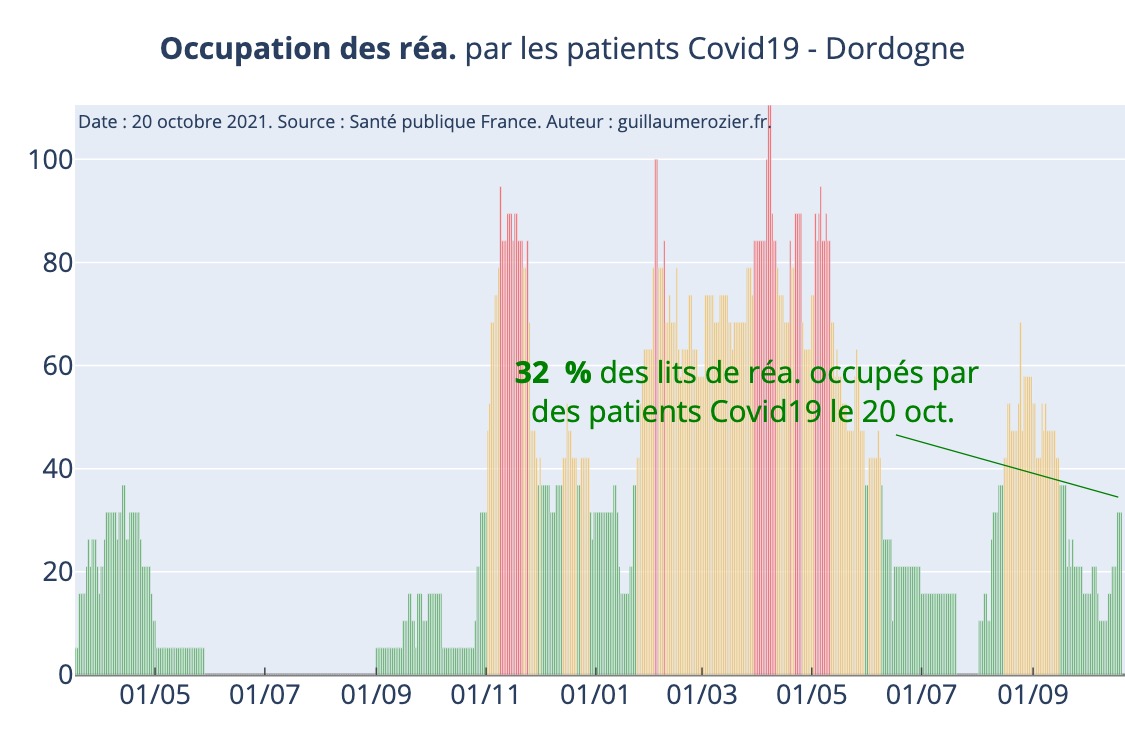 Occupation des réa. par les patients Covid19 - Dordogne
Date : 20 octobre 2021. Source : Santé publique France. Auteur : guillaumerozier.fr.
100
80
60
40
20
0
32 % des lits de réa. occupés par
des patients Covid19 le 20 oct.
01/05 01/07 01/09 01/11 01/01 01/03 01/05 01/07 01/09